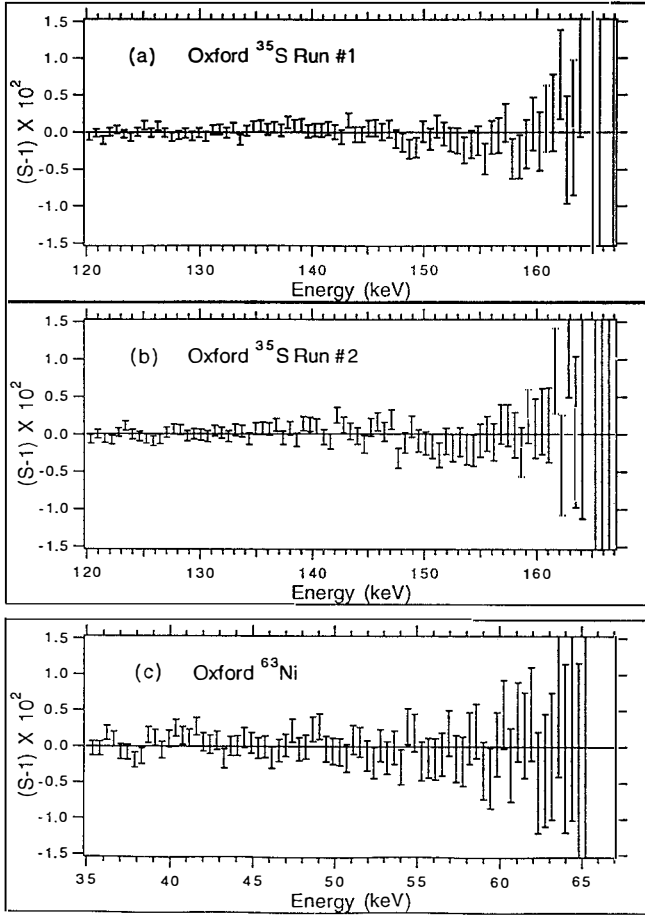 (a) Oxford ³⁵S Run #1
(S-1) X 10²
1.5
1.0
0.5
0.0
-0.5
-1.0
-1.5
120 130 140 150 160
Energy (keV)
(b) Oxford ³⁵S Run #2
(S-1) X 10²
1.5
1.0
0.5
0.0
-0.5
-1.0
-1.5
120 130 140 150 160
Energy (keV)
(c) Oxford ⁶³Ni
(S-1) X 10²
1.5
1.0
0.5
0.0
-0.5
-1.0
-1.5
35 40 45 50 55 60 65
Energy (keV)